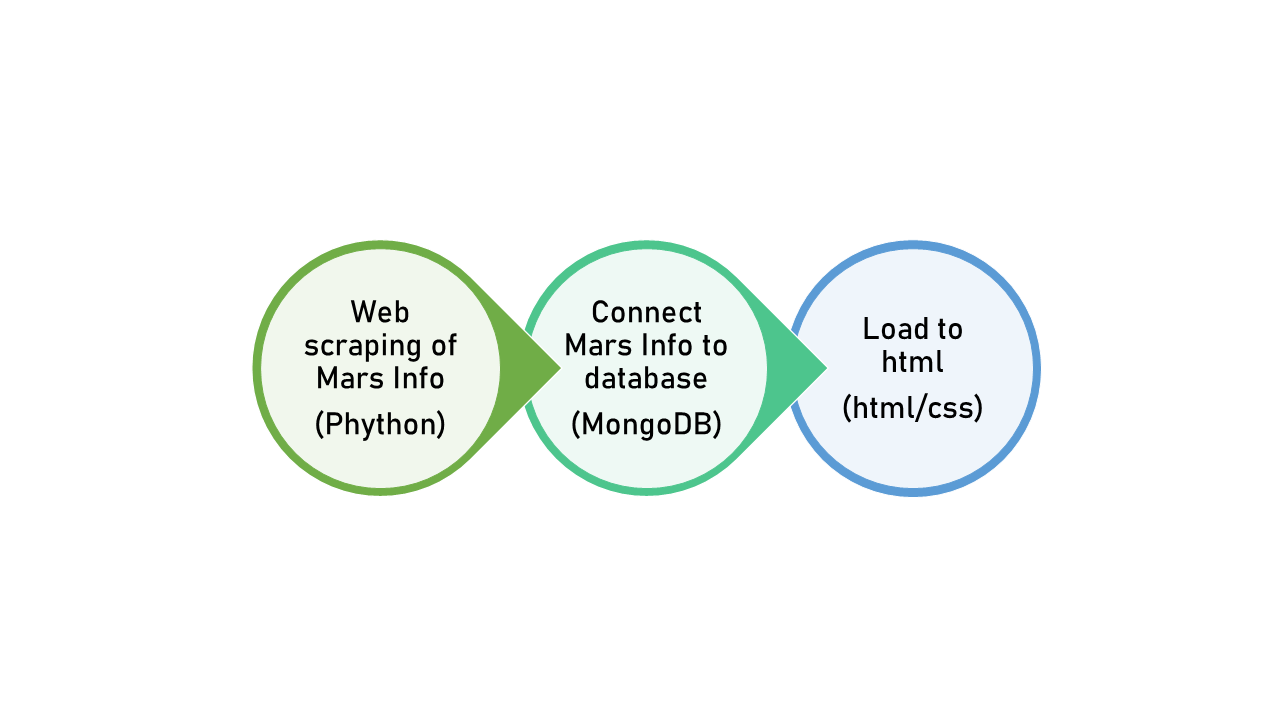 Web
scraping of
Mars Info
(Phython)
Connect
Mars Info to
database
(MongoDB)
Load to
html
(html/css)